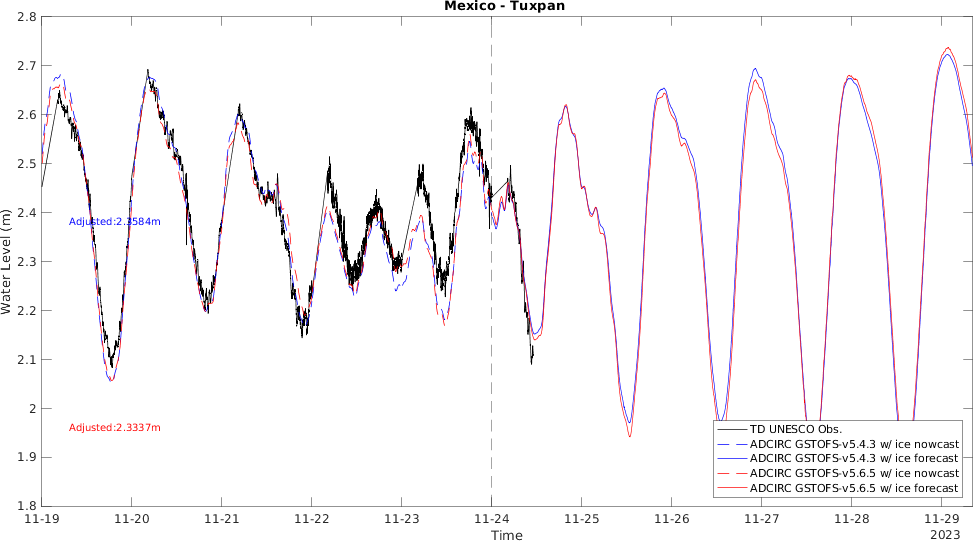 Mexico - Tuxpan
2.8
2.7
2.6
2.5
2.4
2.3
2.2
2.1
2
1.9
1.8
Water Level (m)
Adjusted:2.3584m
Adjusted:2.3337m
TD UNESCO Obs.
ADCIRC GSTOFS-v5.4.3 w/ ice nowcast
ADCIRC GSTOFS-v5.4.3 w/ ice forecast
ADCIRC GSTOFS-v5.6.5 w/ ice nowcast
ADCIRC GSTOFS-v5.6.5 w/ ice forecast
11-19 11-20 11-21 11-22 11-23 11-24 11-25 11-26 11-27 11-28 11-29
Time 2023